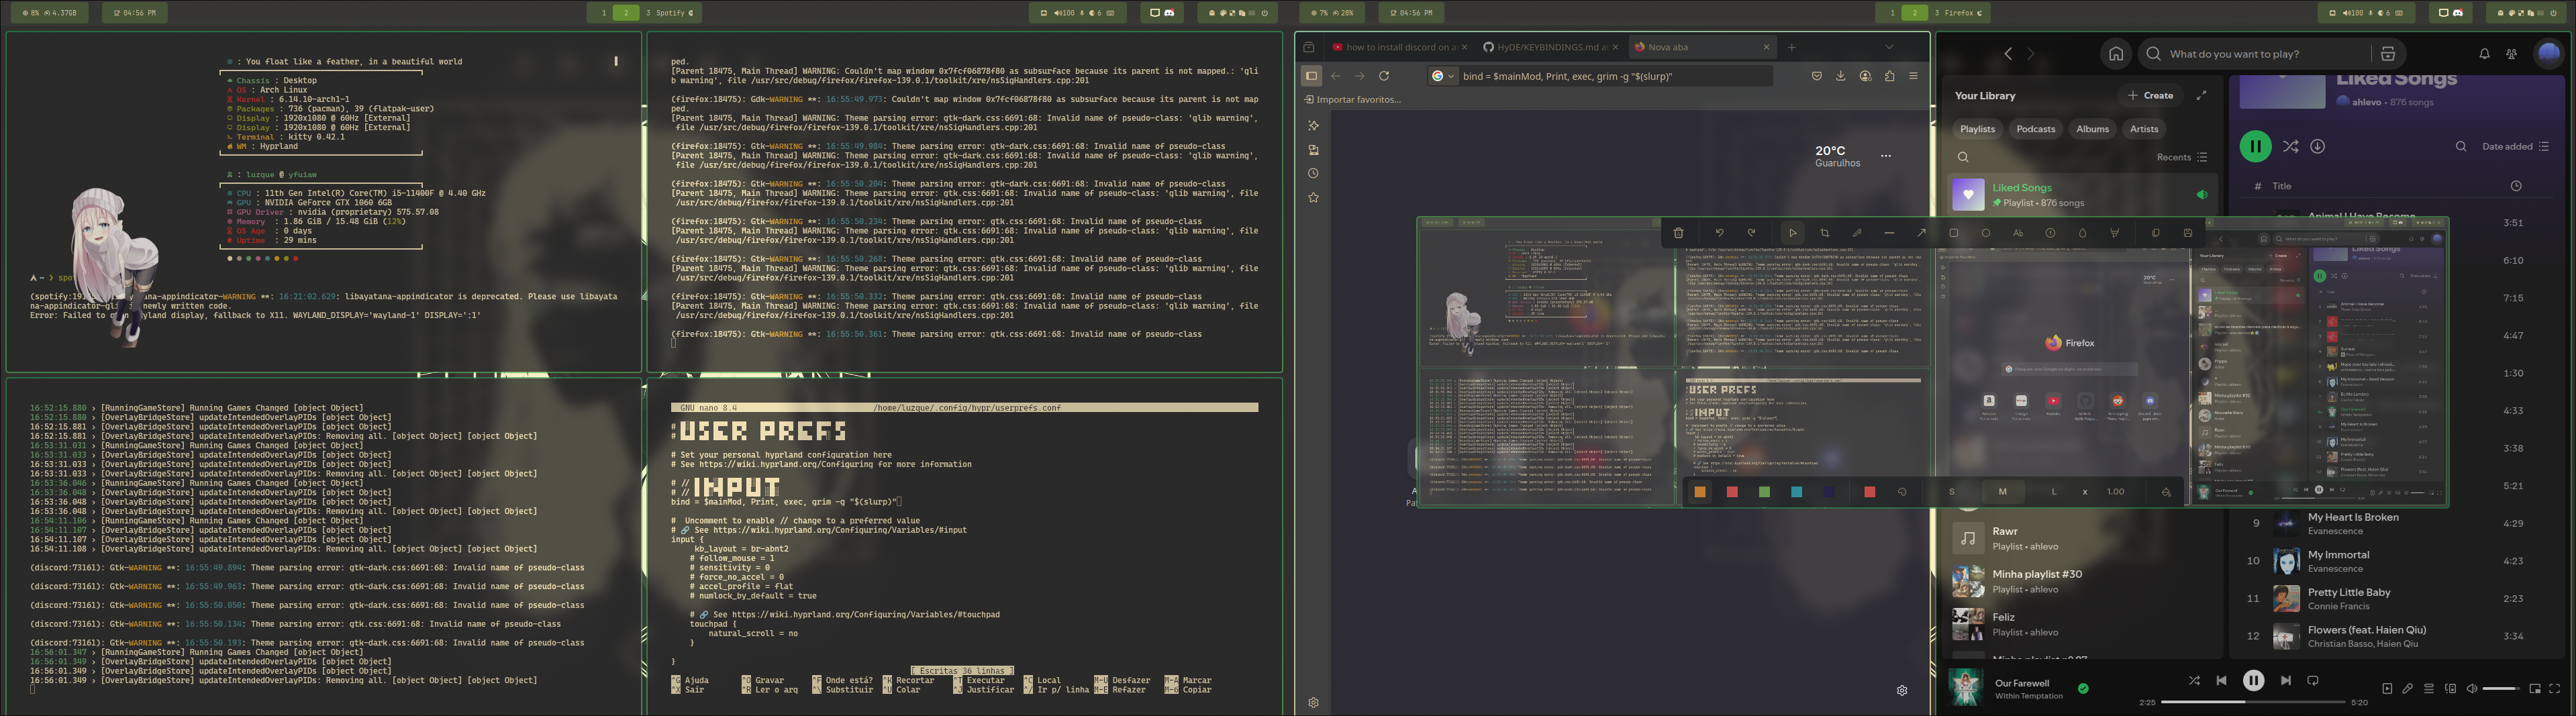 8% 4.37GB
04:56 PM
1 2 3 Spotify
100 6
7% 28%
04:56 PM
1 2 3 Firefox
100 6
: You float like a feather, in a beautiful world
Chassis : Desktop
OS : Arch Linux
Kernel : 6.14.10-arch1-1
Packages : 736 (pacman), 39 (flatpak-user)
Display : 1920x1080 @ 60Hz [External]
Display : 1920x1080 @ 60Hz [External]
Terminal : kitty 0.42.1
WM : Hyprland
: luzque @ yfuiaw
CPU : 11th Gen Intel(R) Core(TM) i5-11400F @ 4.40 GHz
GPU : NVIDIA GeForce GTX 1060 6GB
GPU Driver : nvidia (proprietary) 575.57.08
Memory : 1.86 GiB / 15.48 GiB (12%)
OS Age : 0 days
Uptime : 29 mins
~ > spo
(spotify:19 ana-appindicator-WARNING **: 16:21:02.629: libayatana-appindicator is deprecated. Please use libayata
na-appindicator-gli newly written code.
Error: Failed to yland display, fallback to X11. WAYLAND_DISPLAY='wayland-1' DISPLAY=':1'
ped.
[Parent 18475, Main Thread] WARNING: Couldn't map window 0x7fcf06878f80 as subsurface because its parent is not mapped.: 'gli
b warning', file /usr/src/debug/firefox/firefox-139.0.1/toolkit/xre/nsSigHandlers.cpp:201
(firefox:18475): Gdk-WARNING **: 16:55:49.973: Couldn't map window 0x7fcf06878f80 as subsurface because its parent is not map
ped.
[Parent 18475, Main Thread] WARNING: Theme parsing error: gtk-dark.css:6691:68: Invalid name of pseudo-class: 'glib warning',
file /usr/src/debug/firefox/firefox-139.0.1/toolkit/xre/nsSigHandlers.cpp:201
(firefox:18475): Gtk-WARNING **: 16:55:49.984: Theme parsing error: gtk-dark.css:6691:68: Invalid name of pseudo-class
[Parent 18475, Main Thread] WARNING: Theme parsing error: gtk-dark.css:6691:68: Invalid name of pseudo-class: 'glib warning',
file /usr/src/debug/firefox/firefox-139.0.1/toolkit/xre/nsSigHandlers.cpp:201
(firefox:18475): Gtk-WARNING **: 16:55:50.204: Theme parsing error: gtk.css:6691:68: Invalid name of pseudo-class
[Parent 18475, Main Thread] WARNING: Theme parsing error: gtk.css:6691:68: Invalid name of pseudo-class: 'glib warning', file
/usr/src/debug/firefox/firefox-139.0.1/toolkit/xre/nsSigHandlers.cpp:201
(firefox:18475): Gtk-WARNING **: 16:55:50.234: Theme parsing error: gtk.css:6691:68: Invalid name of pseudo-class
[Parent 18475, Main Thread] WARNING: Theme parsing error: gtk.css:6691:68: Invalid name of pseudo-class: 'glib warning', file
/usr/src/debug/firefox/firefox-139.0.1/toolkit/xre/nsSigHandlers.cpp:201
(firefox:18475): Gtk-WARNING **: 16:55:50.268: Theme parsing error: gtk.css:6691:68: Invalid name of pseudo-class
[Parent 18475, Main Thread] WARNING: Theme parsing error: gtk.css:6691:68: Invalid name of pseudo-class: 'glib warning', file
/usr/src/debug/firefox/firefox-139.0.1/toolkit/xre/nsSigHandlers.cpp:201
(firefox:18475): Gtk-WARNING **: 16:55:50.332: Theme parsing error: gtk.css:6691:68: Invalid name of pseudo-class
[Parent 18475, Main Thread] WARNING: Theme parsing error: gtk.css:6691:68: Invalid name of pseudo-class: 'glib warning', file
/usr/src/debug/firefox/firefox-139.0.1/toolkit/xre/nsSigHandlers.cpp:201
(firefox:18475): Gtk-WARNING **: 16:55:50.361: Theme parsing error: gtk.css:6691:68: Invalid name of pseudo-class
16:52:15.880 › [RunningGameStore] Running Games Changed [object Object]
16:52:15.880 › [OverlayBridgeStore] updateIntendedOverlayPIDs [object Object]
16:52:15.881 › [OverlayBridgeStore] updateIntendedOverlayPIDs [object Object]
16:52:15.881 › [OverlayBridgeStore] updateIntendedOverlayPIDs: Removing all. [object Object] [object Object]
16:53:31.031 › [RunningGameStore] Running Games Changed [object Object]
16:53:31.033 › [OverlayBridgeStore] updateIntendedOverlayPIDs [object Object]
16:53:31.033 › [OverlayBridgeStore] updateIntendedOverlayPIDs [object Object]
16:53:31.033 › [OverlayBridgeStore] updateIntendedOverlayPIDs: Removing all. [object Object] [object Object]
16:53:36.046 › [RunningGameStore] Running Games Changed [object Object]
16:53:36.048 › [OverlayBridgeStore] updateIntendedOverlayPIDs [object Object]
16:53:36.048 › [OverlayBridgeStore] updateIntendedOverlayPIDs [object Object]
16:53:36.048 › [OverlayBridgeStore] updateIntendedOverlayPIDs: Removing all. [object Object] [object Object]
16:54:11.106 › [RunningGameStore] Running Games Changed [object Object]
16:54:11.107 › [OverlayBridgeStore] updateIntendedOverlayPIDs [object Object]
16:54:11.107 › [OverlayBridgeStore] updateIntendedOverlayPIDs [object Object]
16:54:11.108 › [OverlayBridgeStore] updateIntendedOverlayPIDs: Removing all. [object Object] [object Object]
(discord:73161): Gtk-WARNING **: 16:55:49.894: Theme parsing error: gtk-dark.css:6691:68: Invalid name of pseudo-class
(discord:73161): Gtk-WARNING **: 16:55:49.963: Theme parsing error: gtk-dark.css:6691:68: Invalid name of pseudo-class
(discord:73161): Gtk-WARNING **: 16:55:50.050: Theme parsing error: gtk-dark.css:6691:68: Invalid name of pseudo-class
(discord:73161): Gtk-WARNING **: 16:55:50.134: Theme parsing error: gtk.css:6691:68: Invalid name of pseudo-class
(discord:73161): Gtk-WARNING **: 16:55:50.193: Theme parsing error: gtk-dark.css:6691:68: Invalid name of pseudo-class
16:56:01.347 › [RunningGameStore] Running Games Changed [object Object]
16:56:01.349 › [OverlayBridgeStore] updateIntendedOverlayPIDs [object Object]
16:56:01.349 › [OverlayBridgeStore] updateIntendedOverlayPIDs [object Object]
16:56:01.349 › [OverlayBridgeStore] updateIntendedOverlayPIDs: Removing all. [object Object] [object Object]
GNU nano 8.4 /home/luzque/.config/hypr/userprefs.conf
# USER PREFS
# Set your personal hyprland configuration here
# See https://wiki.hyprland.org/Configuring for more information
# // INPUT
bind = $mainMod, Print, exec, grim -g "$(slurp)"
# Uncomment to enable // change to a preferred value
# 🔗 See https://wiki.hyprland.org/Configuring/Variables/#input
input {
kb_layout = br-abnt2
# follow_mouse = 1
# sensitivity = 0
# force_no_accel = 0
# accel_profile = flat
# numlock_by_default = true
# 🔗 See https://wiki.hyprland.org/Configuring/Variables/#touchpad
touchpad {
natural_scroll = no
}
}
[ Escritas 36 linhas ]
^G Ajuda ^O Gravar ^F Onde está? ^K Recortar ^T Executar ^C Local M-U Desfazer M-A Marcar
^X Sair ^R Ler o arq ^\ Substituir ^U Colar ^J Justificar ^/ Ir p/ linha M-E Refazer M-6 Copiar
how to install discord on a
HyDE/KEYBINDINGS.md at
Nova aba
bind = $mainMod, Print, exec, grim -g "$(slurp)"
Importar favoritos...
20°C
Guarulhos
Firefox
S M L x 1.00
What do you want to play?
Your Library
Create
Playlists Podcasts Albums Artists
Recents
Liked Songs
Playlist • 876 songs
Rawr
Playlist • ahlevo
Minha playlist #30
Playlist • ahlevo
Feliz
Playlist • ahlevo
Liked Songs
ahlevo • 876 songs
Date added
# Title
Animal I Have Become 3:51
6:10
7:15
4:47
1:30
4:33
3:38
5:21
9 My Heart Is Broken 4:29
Evanescence
10 My Immortal 4:23
Evanescence
11 Pretty Little Baby 2:23
Connie Francis
12 Flowers (feat. Haien Qiu) 3:34
Christian Basso, Haien Qiu
Our Farewell
Within Temptation
2:25 5:20